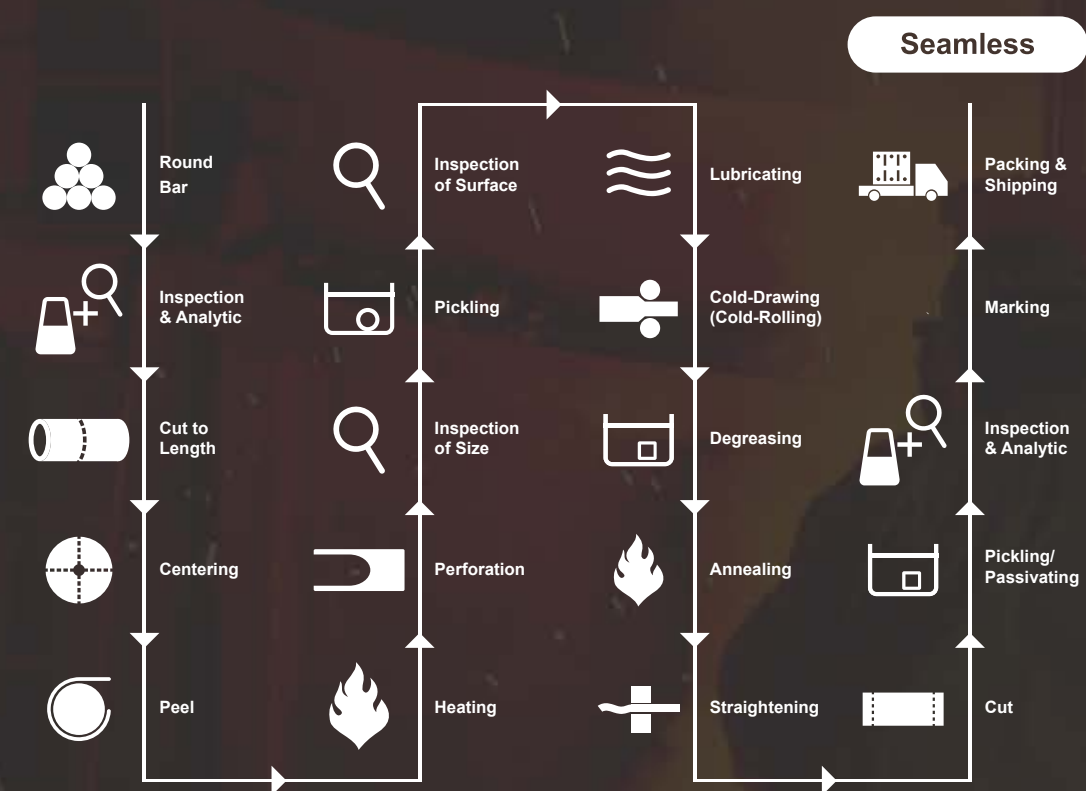 Seamless
Round
Bar
Inspection
& Analytic
Cut to
Length
Centering
Peel
Heating
Perforation
Inspection
of Size
Pickling
Inspection
of Surface
Lubricating
Cold-Drawing
(Cold-Rolling)
Degreasing
Annealing
Straightening
Cut
Pickling/
Passivating
Inspection
& Analytic
Marking
Packing &
Shipping